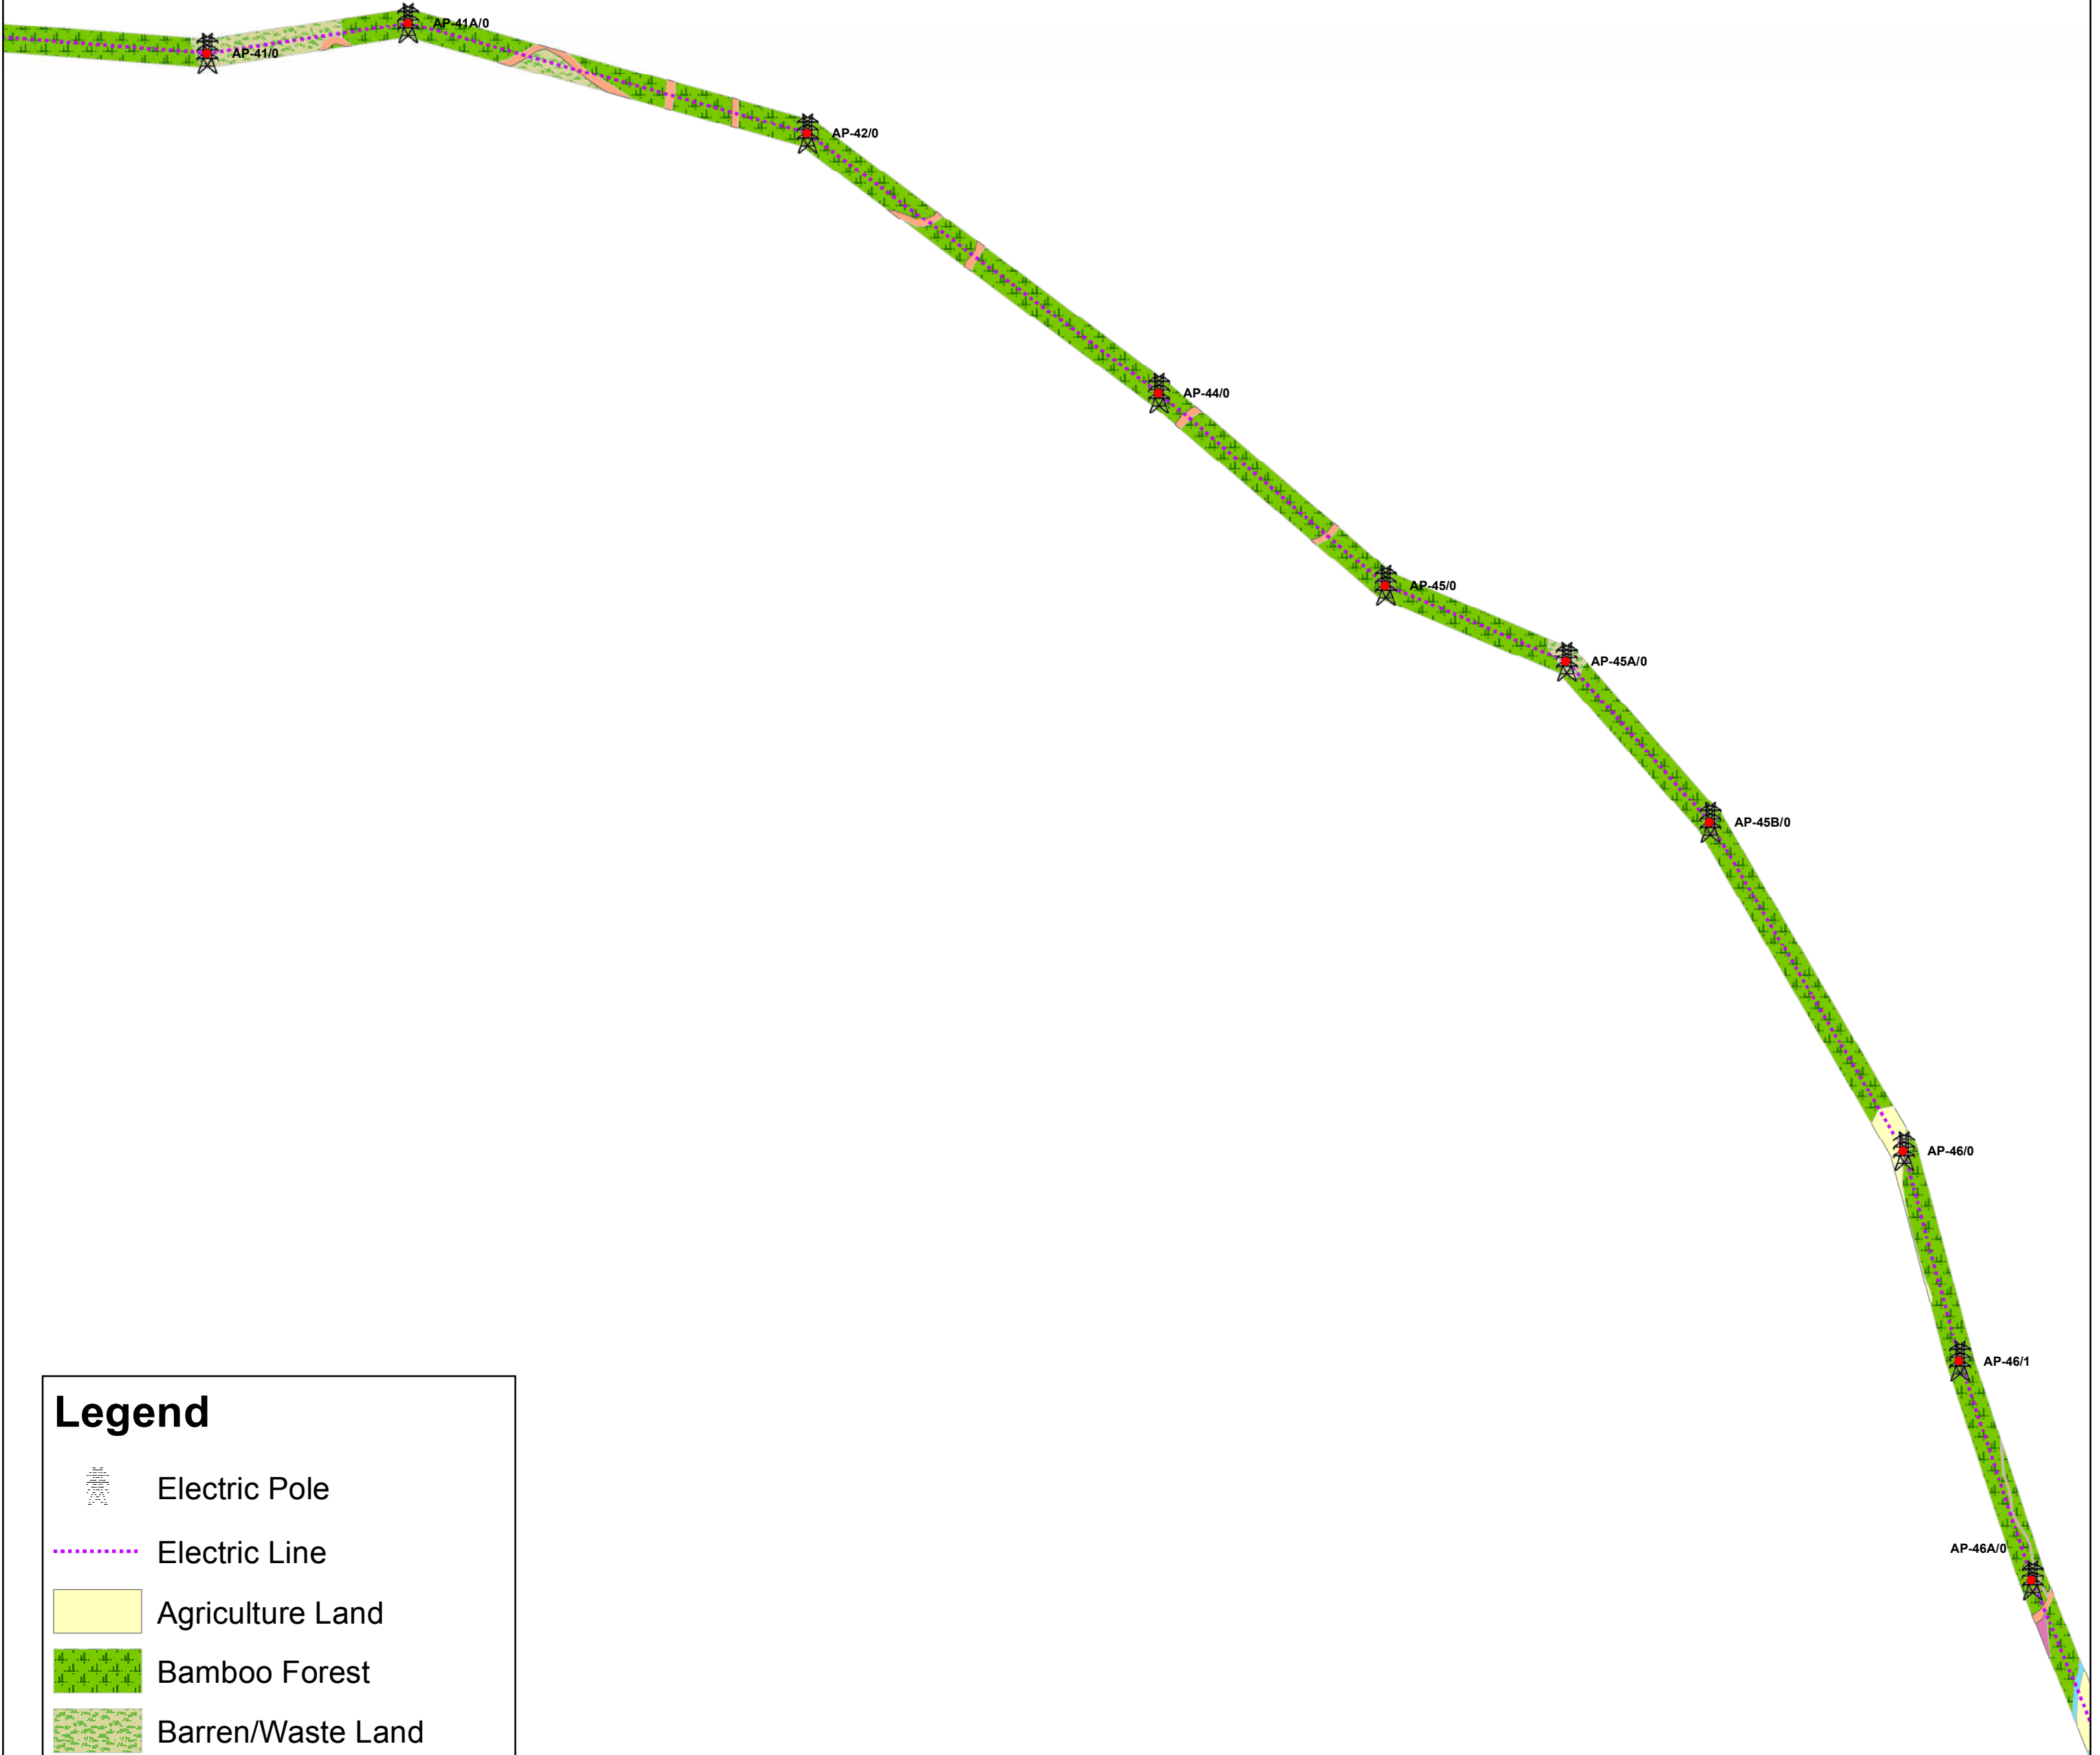 AP-41A/0
AP-41/0
AP-42/0
AP-44/0
AP-45/0
AP-45A/0
AP-45B/0
AP-46/0
AP-46/1
AP-46A/0
Legend
Electric Pole
Electric Line
Agriculture Land
Bamboo Forest
Barren/Waste Land